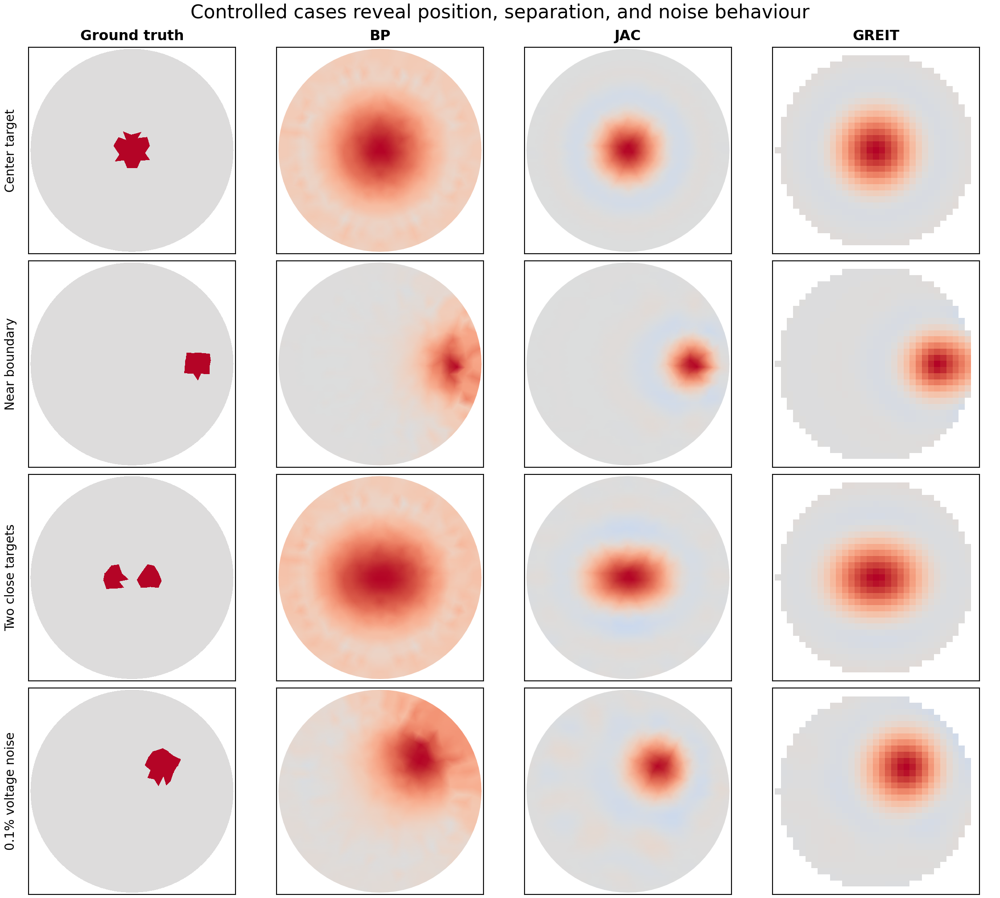 Controlled cases reveal position, separation, and noise behaviour
Ground truth
BP
JAC
GREIT
Center target
Near boundary
Two close targets
0.1% voltage noise